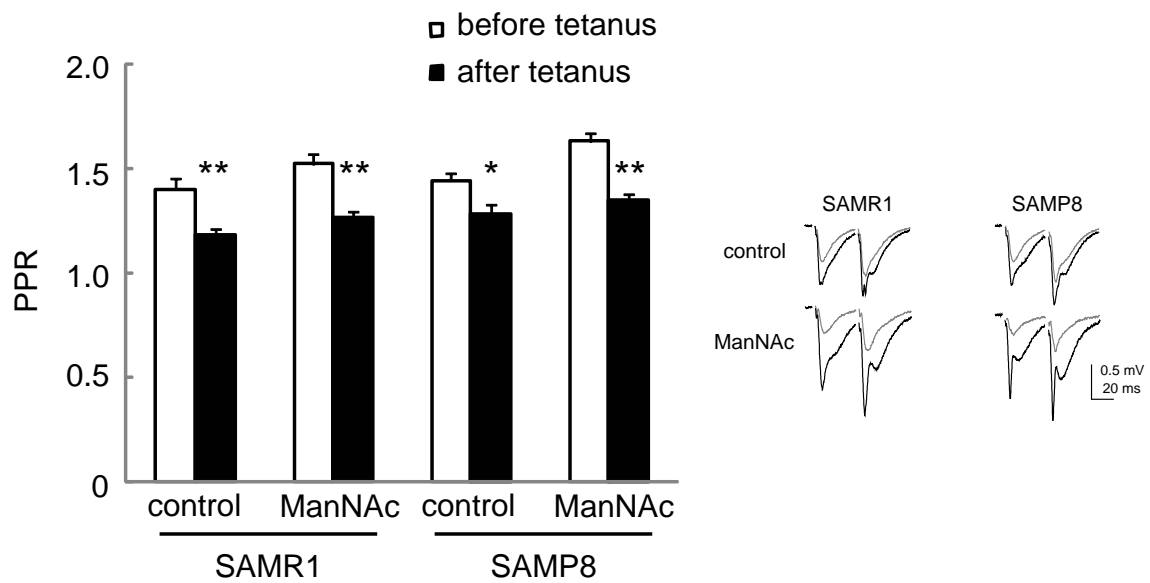 before tetanus
after tetanus
PPR
2.0
1.5
1.0
0.5
0
** ** * **
control ManNAc control ManNAc
SAMR1 SAMP8
SAMR1 SAMP8
control
ManNAc
0.5 mV
20 ms